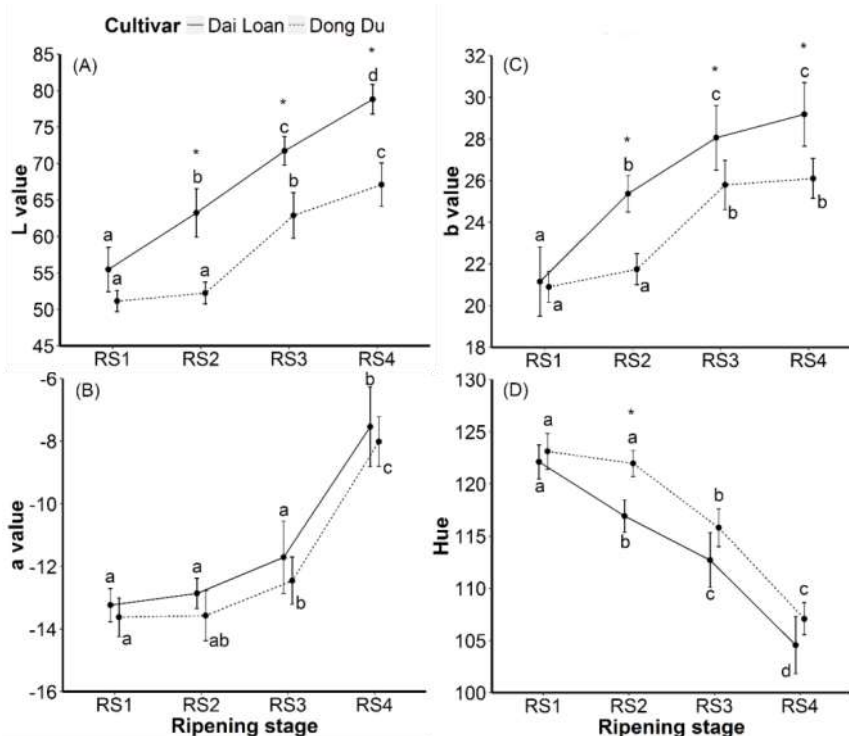 Cultivar Dai Loan Dong Du
(A)
L value
85
80
75
70
65
60
55
50
45
a
b
c
d
a
a
b
c
*
*
*
RS1 RS2 RS3 RS4
(C)
b value
32
30
28
26
24
22
20
18
a
b
c
c
a
a
b
b
*
*
*
RS1 RS2 RS3 RS4
(B)
a value
-6
-8
-10
-12
-14
-16
a
a
a
b
a
ab
b
c
RS1 RS2 RS3 RS4
Ripening stage
(D)
Hue
130
125
120
115
110
105
100
a
a
b
c
a
b
c
d
*
RS1 RS2 RS3 RS4
Ripening stage